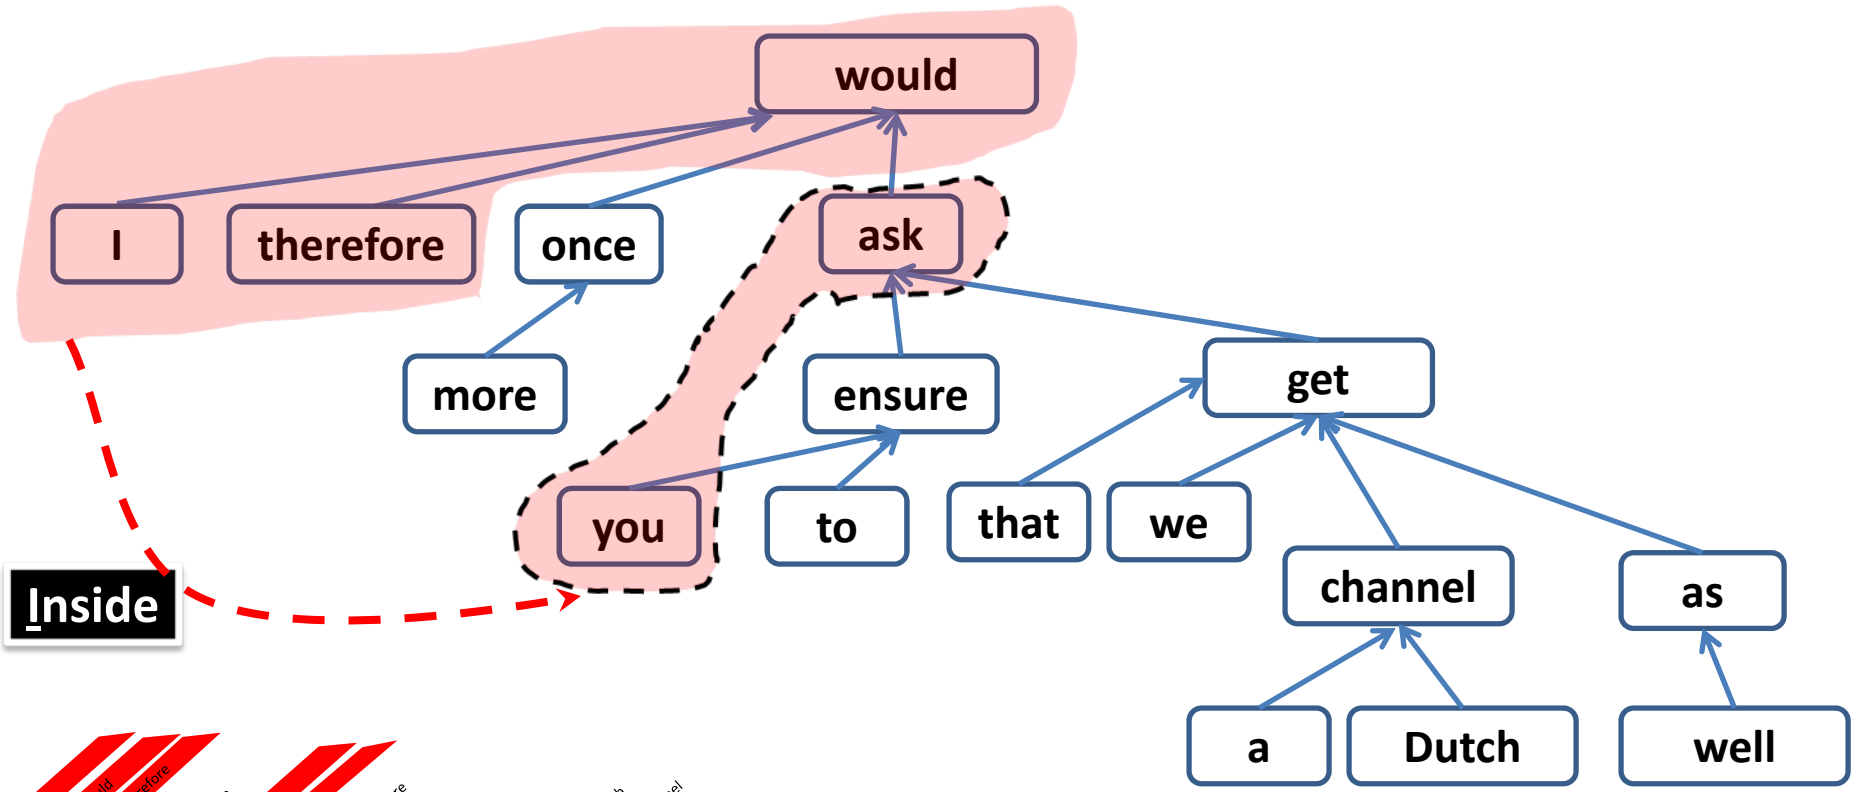 would
I therefore once ask
more ensure get
you to that we
channel as
Inside
a Dutch well